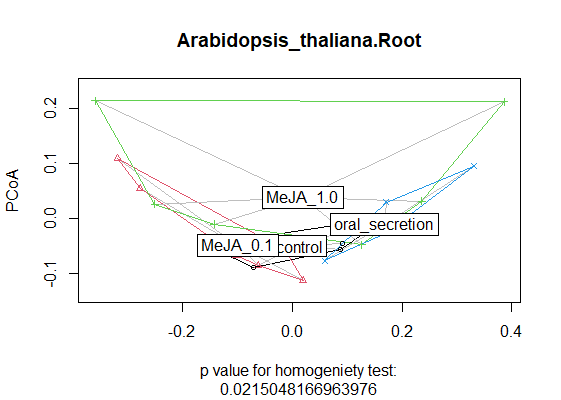 Arabidopsis_thaliana.Root
PCoA
0.2
0.1
0.0
-0.1
MeJA_1.0
oral_secretion
MeJA_0.1
control
-0.2
0.0
0.2
0.4
p value for homogeniety test:
0.0215048166963976